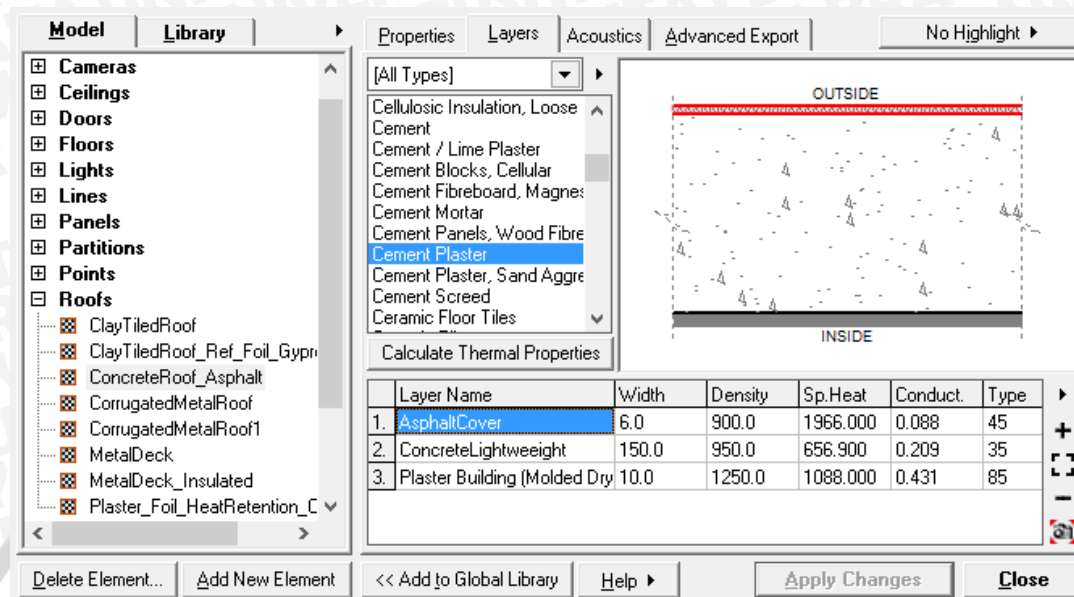 Model
Library
Cameras
Ceilings
Doors
Floors
Lights
Lines
Panels
Partitions
Points
Roofs
ClayTiledRoof
ClayTiledRoof_Ref_Foil_Gypr
ConcreteRoof_Asphalt
CorrugatedMetalRoof
CorrugatedMetalRoof1
MetalDeck
MetalDeck_Insulated
Plaster_Foil_HeatRetention_C
Delete Element...
Add New Element
Properties
Layers
Acoustics
Advanced Export
No Highlight
[All Types]
Cellulosic Insulation, Loose
Cement
Cement / Lime Plaster
Cement Blocks, Cellular
Cement Fibreboard, Magnes
Cement Mortar
Cement Panels, Wood Fibre
Cement Plaster
Cement Plaster, Sand Aggre
Cement Screed
Ceramic Floor Tiles
Calculate Thermal Properties
OUTSIDE
INSIDE
Layer Name Width Density Sp.Heat Conduct. Type
1. AsphaltCover 6.0 900.0 1966.000 0.088 45
2. ConcreteLightweeight 150.0 950.0 656.900 0.209 35
3. Plaster Building (Molded Dry 10.0 1250.0 1088.000 0.431 85
<< Add to Global Library
Help
Apply Changes
Close